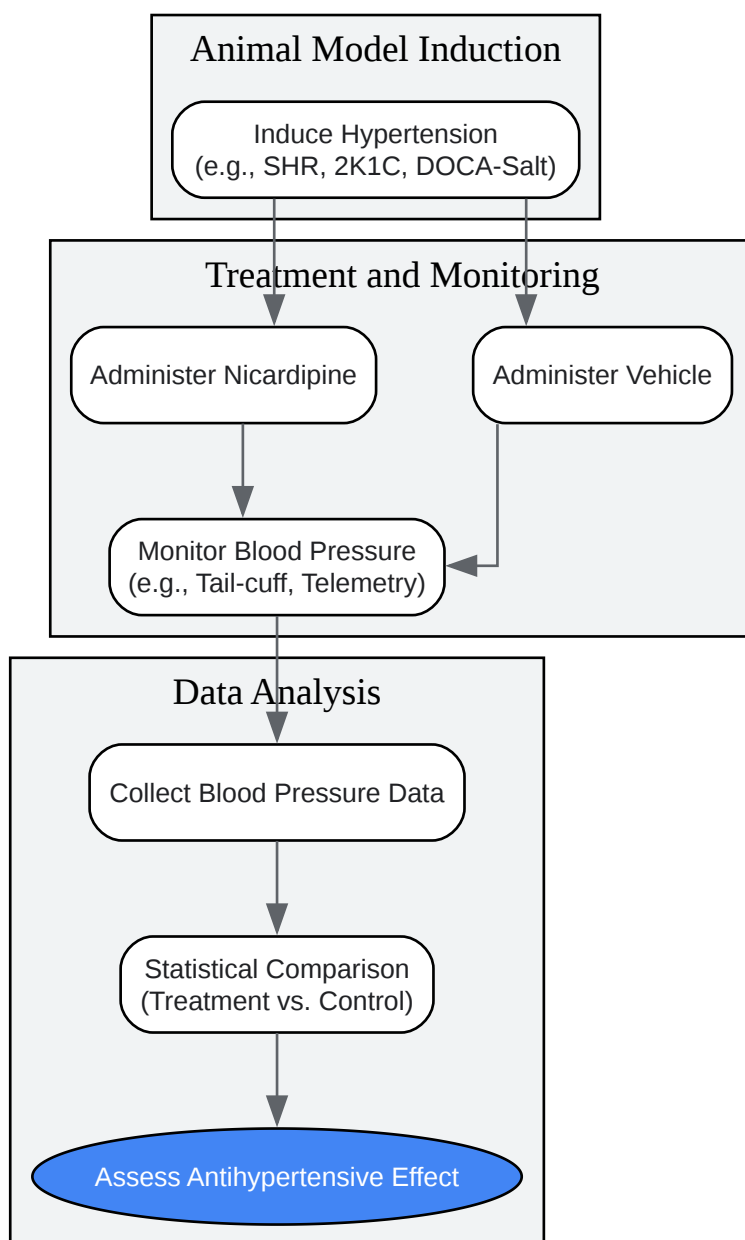 Animal Model Induction
Induce Hypertension
(e.g., SHR, 2K1C, DOCA-Salt)
Treatment and Monitoring
Administer Nicardipine
Administer Vehicle
Monitor Blood Pressure
(e.g., Tail-cuff, Telemetry)
Data Analysis
Collect Blood Pressure Data
Statistical Comparison
(Treatment vs. Control)
Assess Antihypertensive Effect